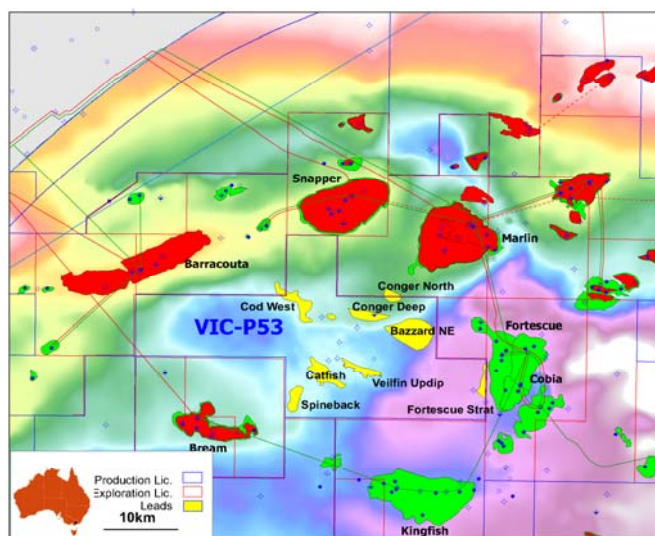 Snapper
Marlin
Barracouta
Conger North
Cod West
Conger Deep
VIC-P53
Bazzard NE
Fortescue
Catfish
Veilfin Updip
Cobia
Spineback
Fortescue Strat
Bream
Kingfish
Production Lic.
Exploration Lic.
Leads
10km